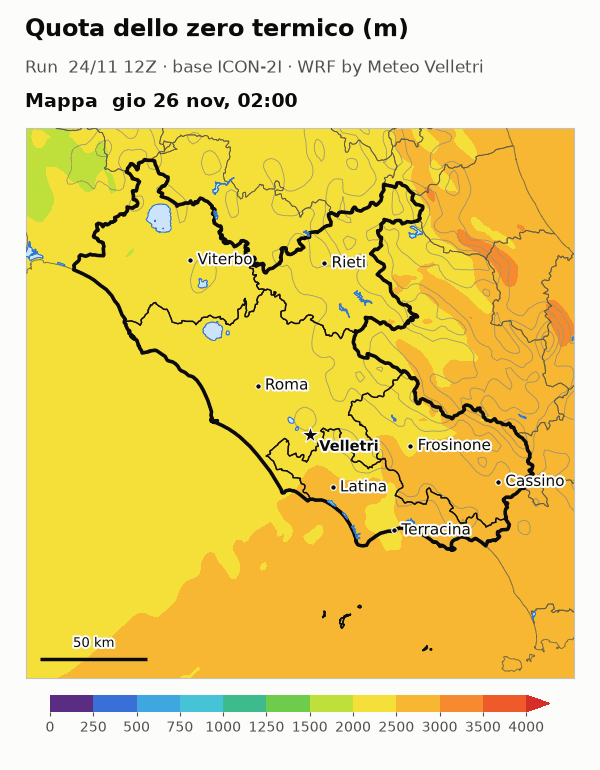 Quota dello zero termico (m)
Run 24/11 12Z · base ICON-2I · WRF by Meteo Velletri
Mappa gio 26 nov, 02:00
Viterbo
Rieti
Roma
Velletri
Frosinone
Latina
Cassino
Terracina
50 km
0 250 500 750 1000 1250 1500 2000 2500 3000 3500 4000